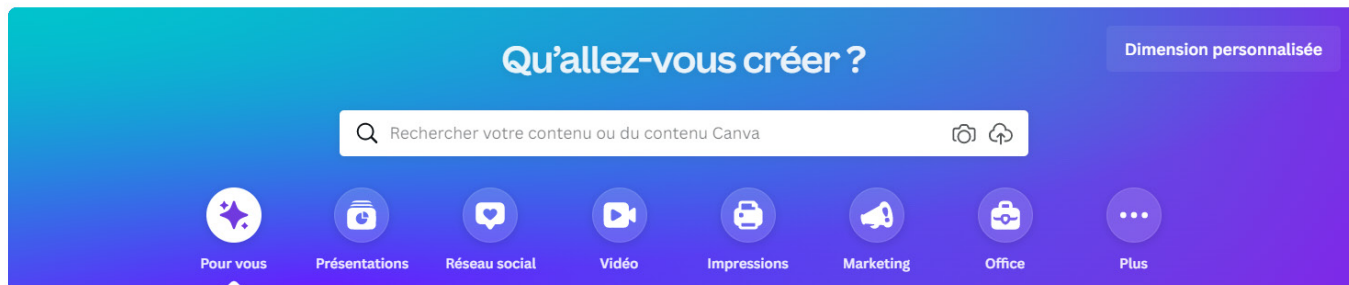 Qu’allez-vous créer ?
Dimension personnalisée
Rechercher votre contenu ou du contenu Canva
Pour vous
Présentations
Réseau social
Vidéo
Impressions
Marketing
Office
Plus